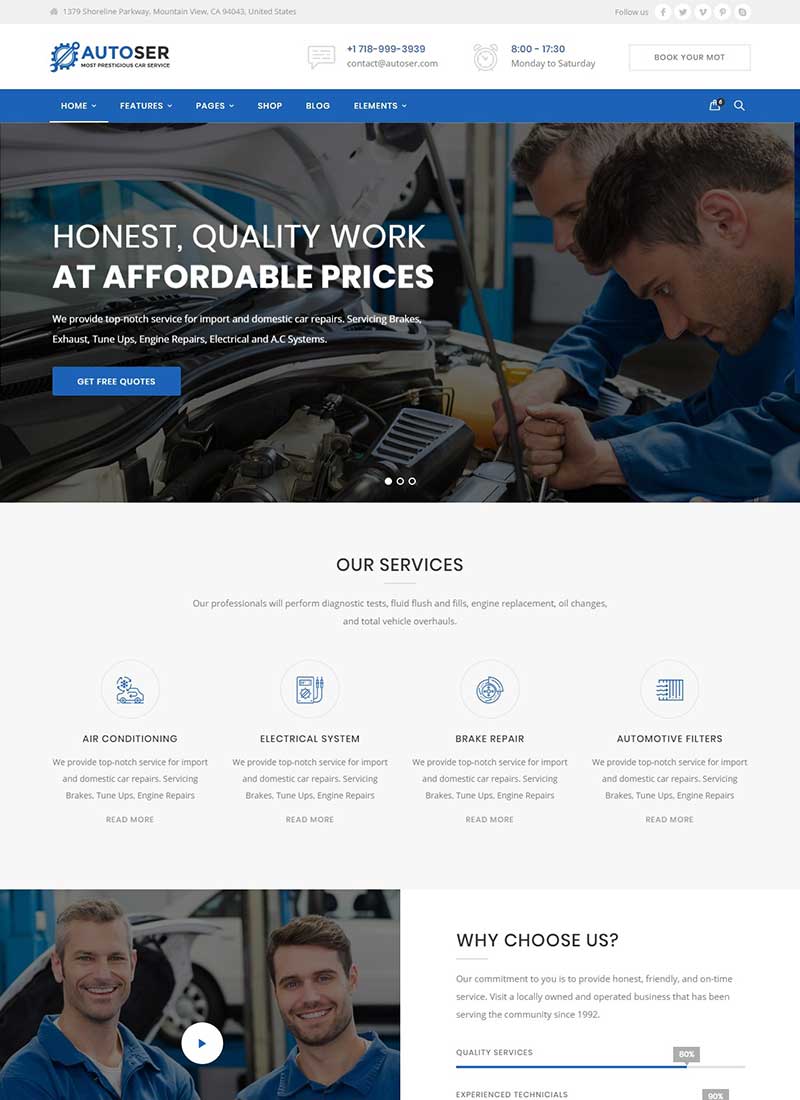 1379 Shoreline Parkway, Mountain View, CA 94043, United States
Follow us
AUTOSER
MOST PRESTIGIOUS CAR SERVICE
+1 718-999-3939
contact@autoser.com
8:00 - 17:30
Monday to Saturday
BOOK YOUR MOT
HOME FEATURES PAGES SHOP BLOG ELEMENTS
HONEST, QUALITY WORK
AT AFFORDABLE PRICES
We provide top-notch service for import and domestic car repairs. Servicing Brakes,
Exhaust, Tune Ups, Engine Repairs, Electrical and A.C Systems.
GET FREE QUOTES
OUR SERVICES
Our professionals will perform diagnostic tests, fluid flush and fills, engine replacement, oil changes,
and total vehicle overhauls.
AIR CONDITIONING
We provide top-notch service for import
and domestic car repairs. Servicing
Brakes, Tune Ups, Engine Repairs
READ MORE
ELECTRICAL SYSTEM
We provide top-notch service for import
and domestic car repairs. Servicing
Brakes, Tune Ups, Engine Repairs
READ MORE
BRAKE REPAIR
We provide top-notch service for import
and domestic car repairs. Servicing
Brakes, Tune Ups, Engine Repairs
READ MORE
AUTOMOTIVE FILTERS
We provide top-notch service for import
and domestic car repairs. Servicing
Brakes, Tune Ups, Engine Repairs
READ MORE
WHY CHOOSE US?
Our commitment to you is to provide honest, friendly, and on-time
service. Visit a locally owned and operated business that has been
serving the community since 1992.
QUALITY SERVICES
80%
EXPERIENCED TECHNICIALS
90%